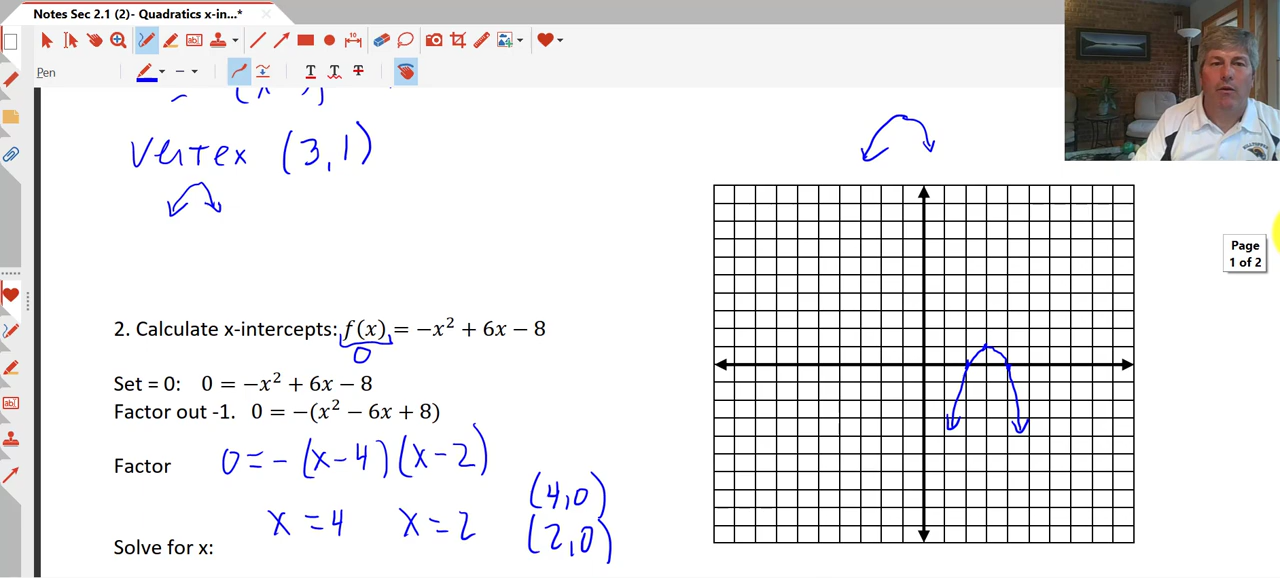 Notes Sec 2.1 (2)- Quadratics x-in...*
Pen
Vertex (3,1)
2. Calculate x-intercepts: f(x) = −x² + 6x − 8
0
Set = 0: 0 = −x² + 6x − 8
Factor out -1. 0 = −(x² − 6x + 8)
Factor 0 = − (x − 4)(x − 2)
(4,0)
x = 4 x = 2
(2,0)
Solve for x:
Page
1 of 2